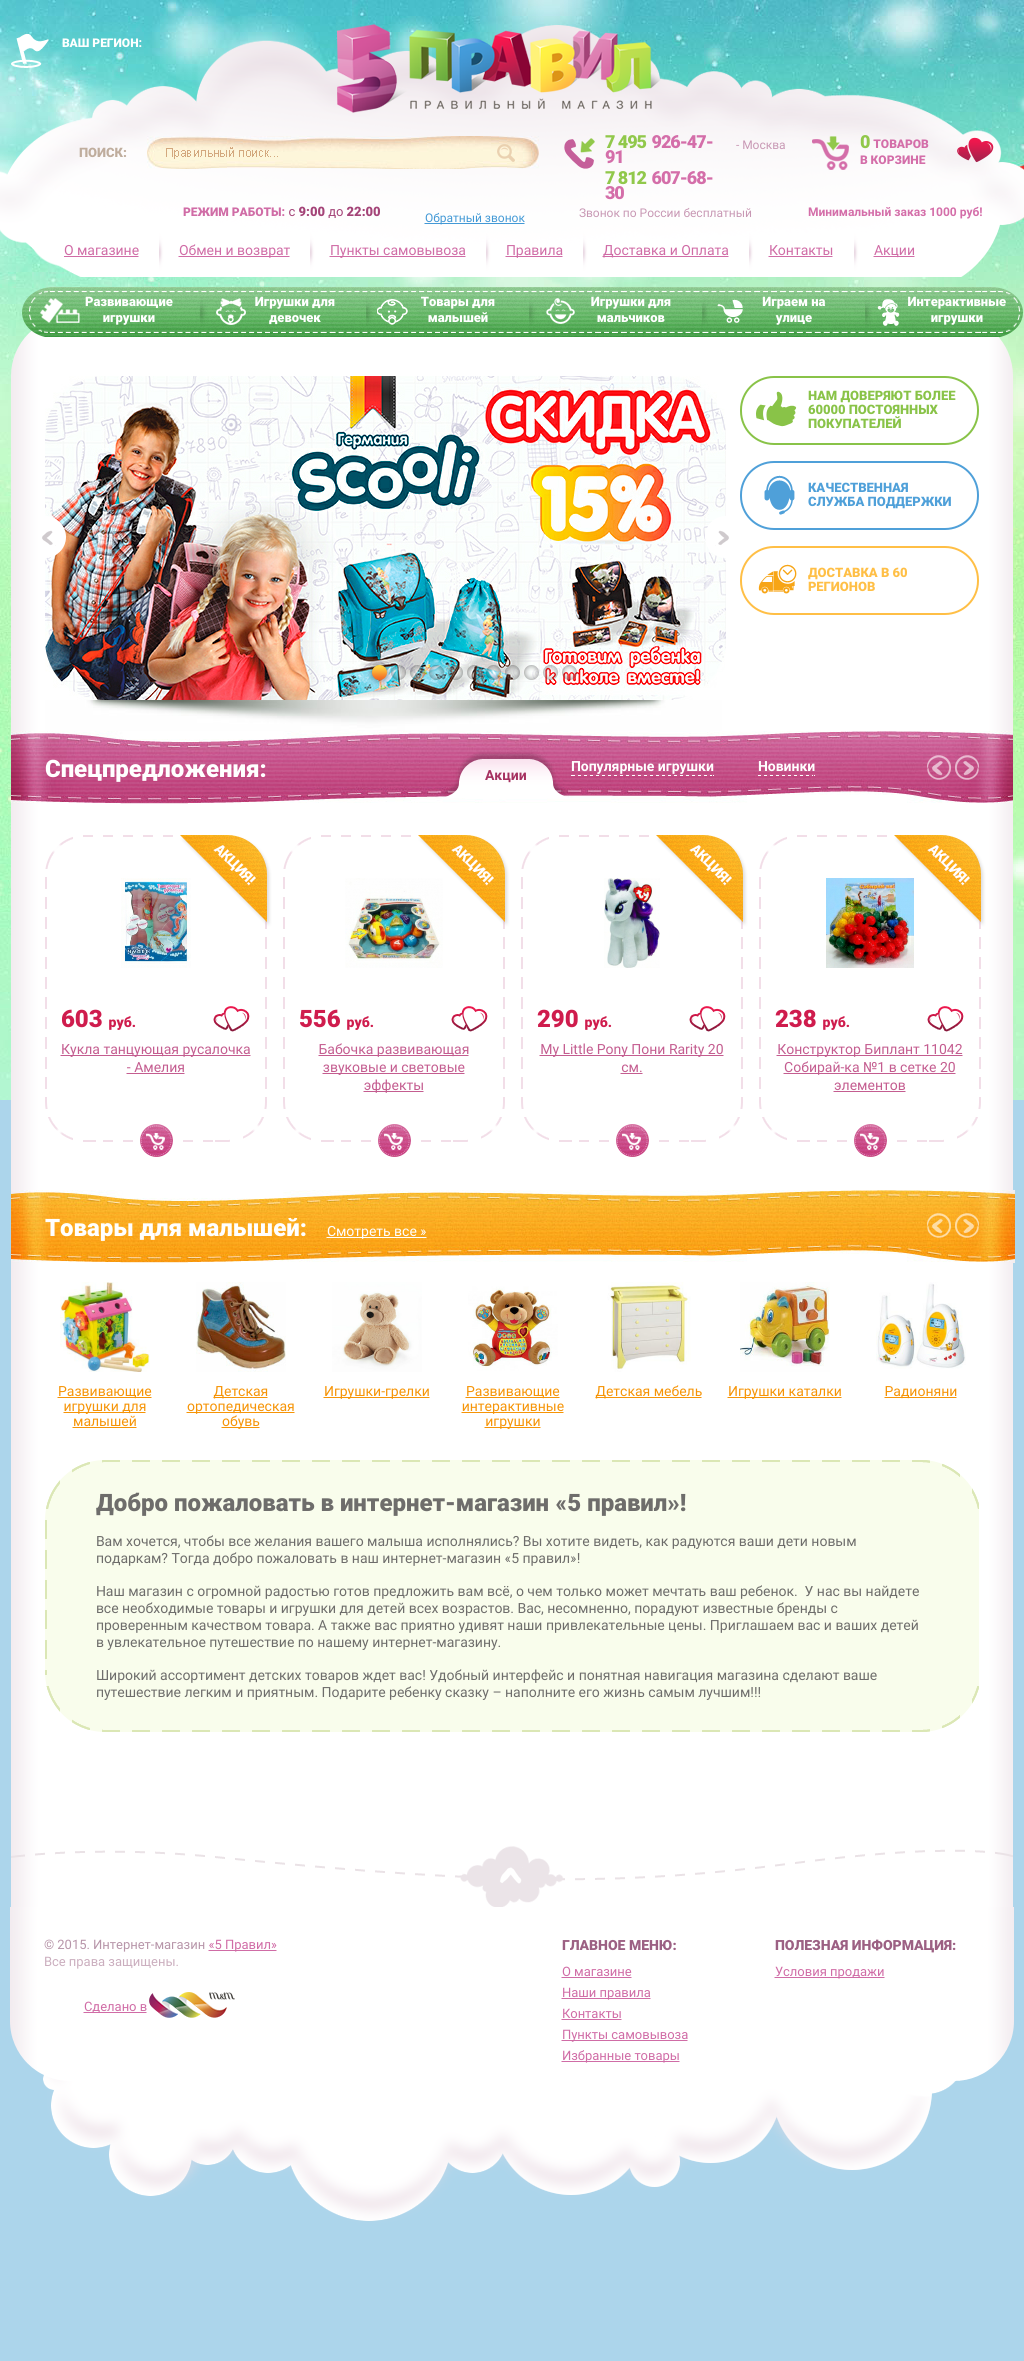 ВАШ РЕГИОН:
5 ПРАВИЛ
ПРАВИЛЬНЫЙ МАГАЗИН
ПОИСК:
Правильный поиск...
7 495 926-47-
91
- Москва
7 812 607-68-
30
0 ТОВАРОВ
В КОРЗИНЕ
РЕЖИМ РАБОТЫ: с 9:00 до 22:00
Обратный звонок
Звонок по России бесплатный
Минимальный заказ 1000 руб!
О магазине
Обмен и возврат
Пункты самовывоза
Правила
Доставка и Оплата
Контакты
Акции
Развивающие
игрушки
Игрушки для
девочек
Товары для
малышей
Игрушки для
мальчиков
Играем на
улице
Интерактивные
игрушки
Германия
scooli
СКИДКА
15%
Готовим ребенка
к школе вместе!
НАМ ДОВЕРЯЮТ БОЛЕЕ
60000 ПОСТОЯННЫХ
ПОКУПАТЕЛЕЙ
КАЧЕСТВЕННАЯ
СЛУЖБА ПОДДЕРЖКИ
ДОСТАВКА В 60
РЕГИОНОВ
Спецпредложения:
Акции
Популярные игрушки
Новинки
АКЦИЯ!
АКЦИЯ!
АКЦИЯ!
АКЦИЯ!
603 руб.
Кукла танцующая русалочка
- Амелия
556 руб.
Бабочка развивающая
звуковые и световые
эффекты
290 руб.
My Little Pony Пони Rarity 20
см.
238 руб.
Конструктор Биплант 11042
Собирай-ка №1 в сетке 20
элементов
Товары для малышей:
Смотреть все »
Развивающие
игрушки для
малышей
Детская
ортопедическая
обувь
Игрушки-грелки
Развивающие
интерактивные
игрушки
Детская мебель
Игрушки каталки
Радионяни
Добро пожаловать в интернет-магазин «5 правил»!
Вам хочется, чтобы все желания вашего малыша исполнялись? Вы хотите видеть, как радуются ваши дети новым
подаркам? Тогда добро пожаловать в наш интернет-магазин «5 правил»!
Наш магазин с огромной радостью готов предложить вам всё, о чем только может мечтать ваш ребенок.  У нас вы найдете
все необходимые товары и игрушки для детей всех возрастов. Вас, несомненно, порадуют известные бренды с
проверенным качеством товара. А также вас приятно удивят наши привлекательные цены. Приглашаем вас и ваших детей
в увлекательное путешествие по нашему интернет-магазину.
Широкий ассортимент детских товаров ждет вас! Удобный интерфейс и понятная навигация магазина сделают ваше
путешествие легким и приятным. Подарите ребенку сказку – наполните его жизнь самым лучшим!!!
© 2015. Интернет-магазин «5 Правил»
Все права защищены.
Сделано в
ГЛАВНОЕ МЕНЮ:
О магазине
Наши правила
Контакты
Пункты самовывоза
Избранные товары
ПОЛЕЗНАЯ ИНФОРМАЦИЯ:
Условия продажи